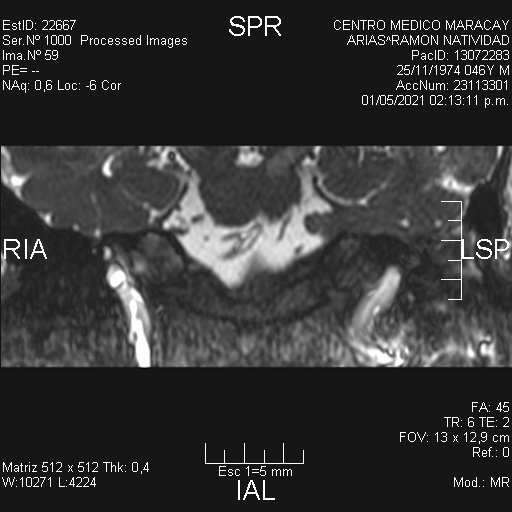 EstID: 22667
Ser.Nº 1000 Processed Images
Ima.Nº 59
PE= --
NAq: 0,6 Loc: -6 Cor
SPR
CENTRO MEDICO MARACAY
ARIAS^RAMON NATIVIDAD
PacID: 13072283
25/11/1974 046Y M
AccNum: 23113301
01/05/2021 02:13:11 p.m.
RIA
LSP
FA: 45
TR: 6 TE: 2
FOV: 13 x 12,9 cm
Ref.: 0
Matriz 512 x 512 Thk: 0,4
W:10271 L:4224
Esc 1=5 mm
IAL
Mod.: MR